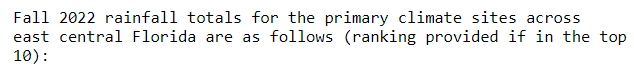 Fall 2022 rainfall totals for the primary climate sites across
east central Florida are as follows (ranking provided if in the top
10):